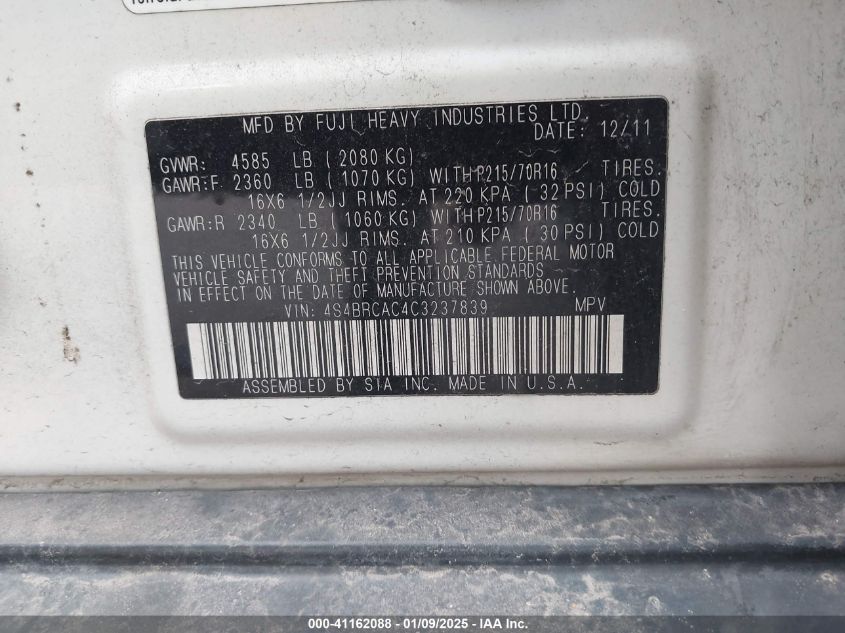 MFD BY FUJI HEAVY INDUSTRIES LTD.
DATE: 12/11
GVWR: 4585 LB (2080 KG)
GAWR:F 2360 LB (1070 KG) WITH P215/70R16 TIRES.
16X6 1/2JJ RIMS. AT 220 KPA (32 PSI) COLD
GAWR:R 2340 LB (1060 KG) WITH P215/70R16 TIRES.
16X6 1/2JJ RIMS. AT 210 KPA (30 PSI) COLD
THIS VEHICLE CONFORMS TO ALL APPLICABLE FEDERAL MOTOR
VEHICLE SAFETY AND THEFT PREVENTION STANDARDS
IN EFFECT ON THE DATE OF MANUFACTURE SHOWN ABOVE.
VIN: 4S4BRCAC4C3237839 MPV
ASSEMBLED BY SIA INC. MADE IN U.S.A.
000-41162088 - 01/09/2025 - S1A - P115